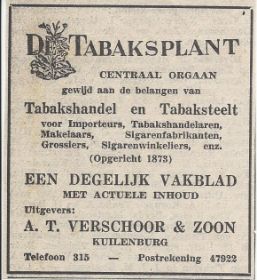 DE TABAKSPLANT
CENTRAAL ORGAAN
gewijd aan de belangen van
Tabakshandel en Tabaksteelt
voor Importeurs, Tabakshandelaren,
Makelaars, Sigarenfabrikanten,
Grossiers, Sigarenwinkeliers, enz.
(Opgericht 1873)
EEN DEGELIJK VAKBLAD
MET ACTUELE INHOUD
Uitgevers:
A. T. VERSCHOOR & ZOON
KUILENBURG
Telefoon 315 — Postrekening 47922